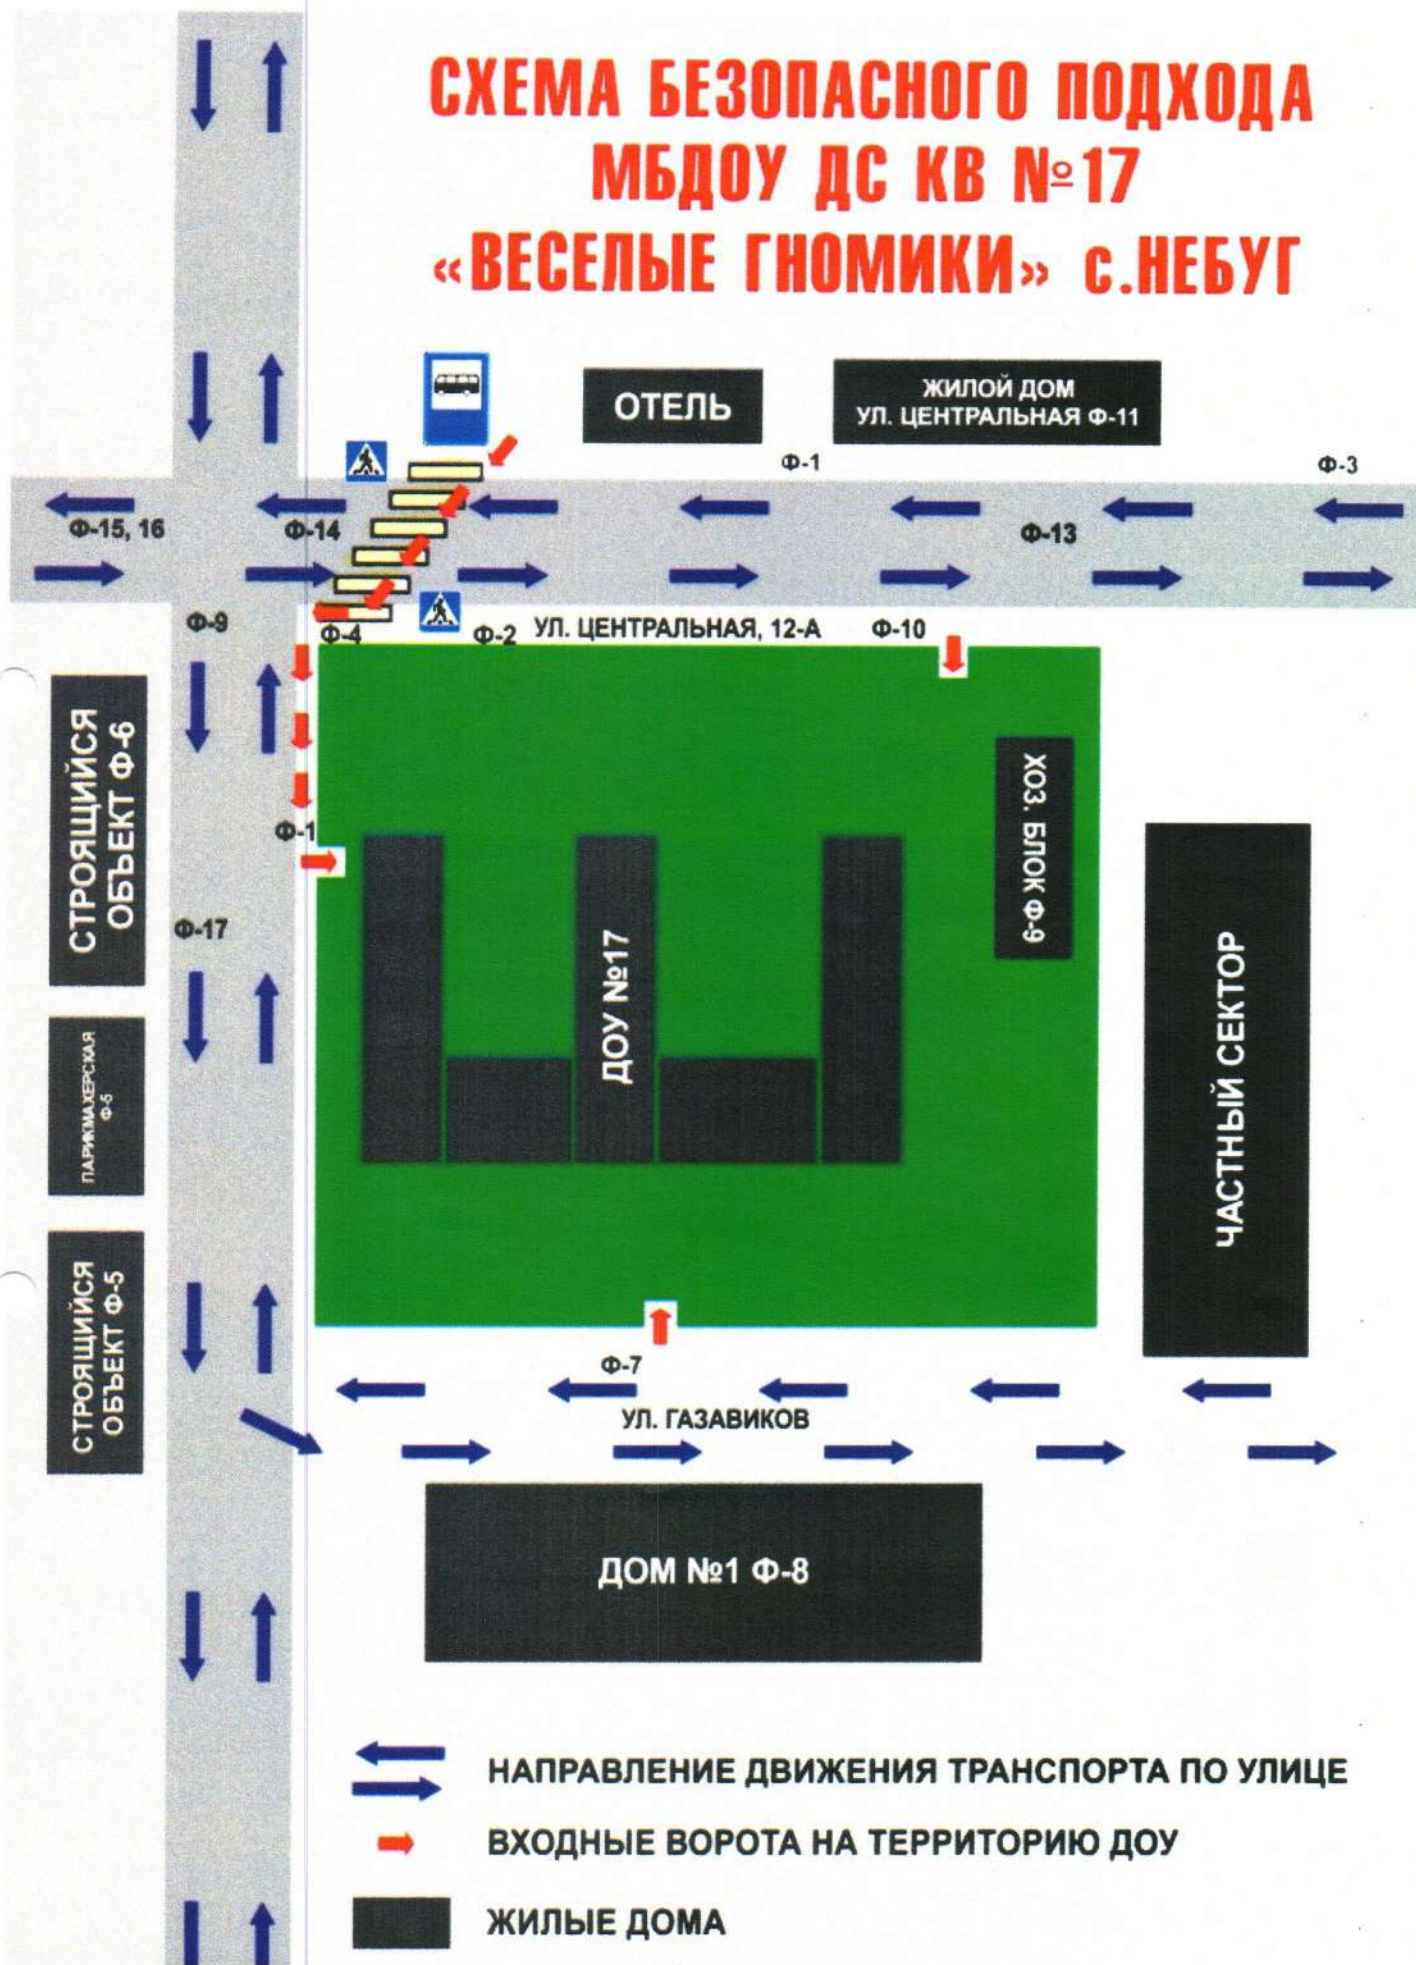 СХЕМА БЕЗОПАСНОГО ПОДХОДА
МБДОУ ДС КВ №17
«ВЕСЕЛЫЕ ГНОМИКИ» с.НЕБУГ
ОТЕЛЬ
ЖИЛОЙ ДОМ
УЛ. ЦЕНТРАЛЬНАЯ Ф-11
Ф-1
Ф-3
Ф-15, 16
Ф-14
Ф-13
Ф-9
Ф-4
Ф-2
УЛ. ЦЕНТРАЛЬНАЯ, 12-А
Ф-10
СТРОЯЩИЙСЯ
ОБЪЕКТ Ф-6
ХОЗ. БЛОК Ф-9
Ф-1
Ф-17
ДОУ №17
ЧАСТНЫЙ СЕКТОР
ПАРИКМАХЕРСКАЯ
Ф-5
СТРОЯЩИЙСЯ
ОБЪЕКТ Ф-5
Ф-7
УЛ. ГАЗАВИКОВ
ДОМ №1 Ф-8
НАПРАВЛЕНИЕ ДВИЖЕНИЯ ТРАНСПОРТА ПО УЛИЦЕ
ВХОДНЫЕ ВОРОТА НА ТЕРРИТОРИЮ ДОУ
ЖИЛЫЕ ДОМА